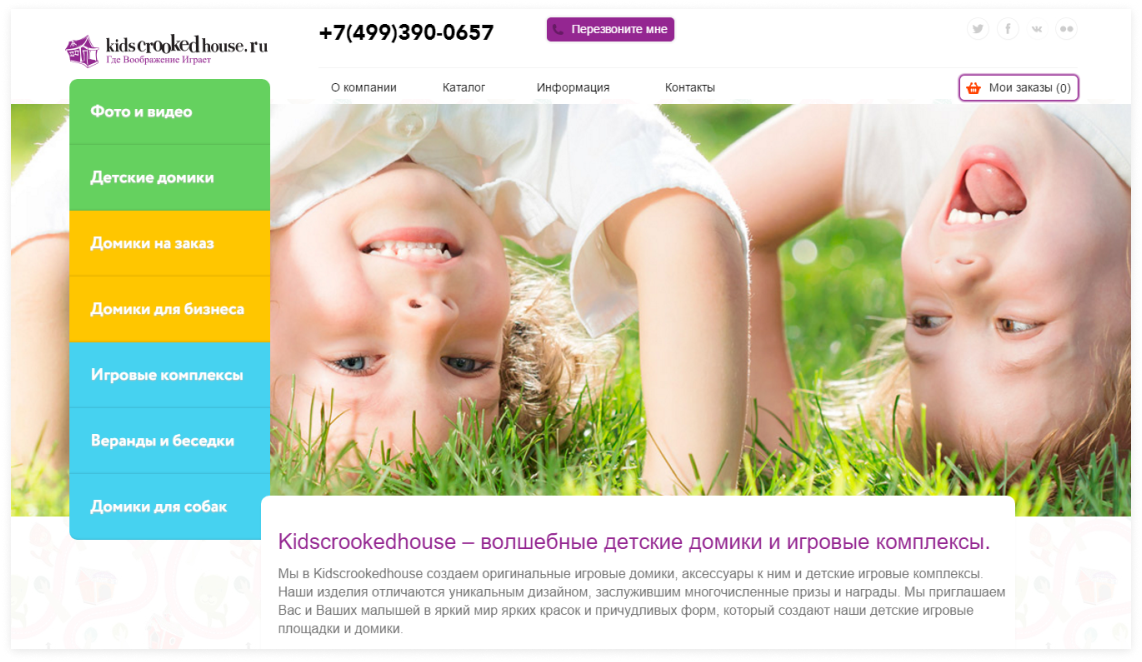 kidscrookedhouse.ru
Где Воображение Играет
+7(499)390-0657
Перезвоните мне
О компании
Каталог
Информация
Контакты
Мои заказы (0)
Фото и видео
Детские домики
Домики на заказ
Домики для бизнеса
Игровые комплексы
Веранды и беседки
Домики для собак
Kidscrookedhouse – волшебные детские домики и игровые комплексы.
Мы в Kidscrookedhouse создаем оригинальные игровые домики, аксессуары к ним и детские игровые комплексы.
Наши изделия отличаются уникальным дизайном, заслужившим многочисленные призы и награды. Мы приглашаем
Вас и Ваших малышей в яркий мир ярких красок и причудливых форм, который создают наши детские игровые
площадки и домики.